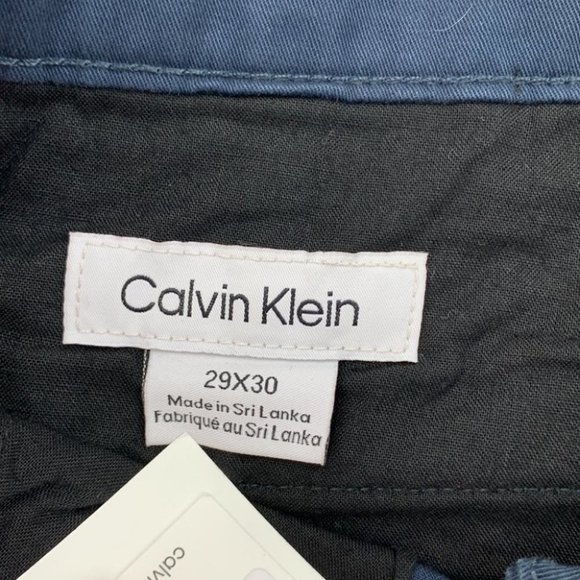 Calvin Klein
29X30
Made in Sri Lanka
Fabriqué au Sri Lanka